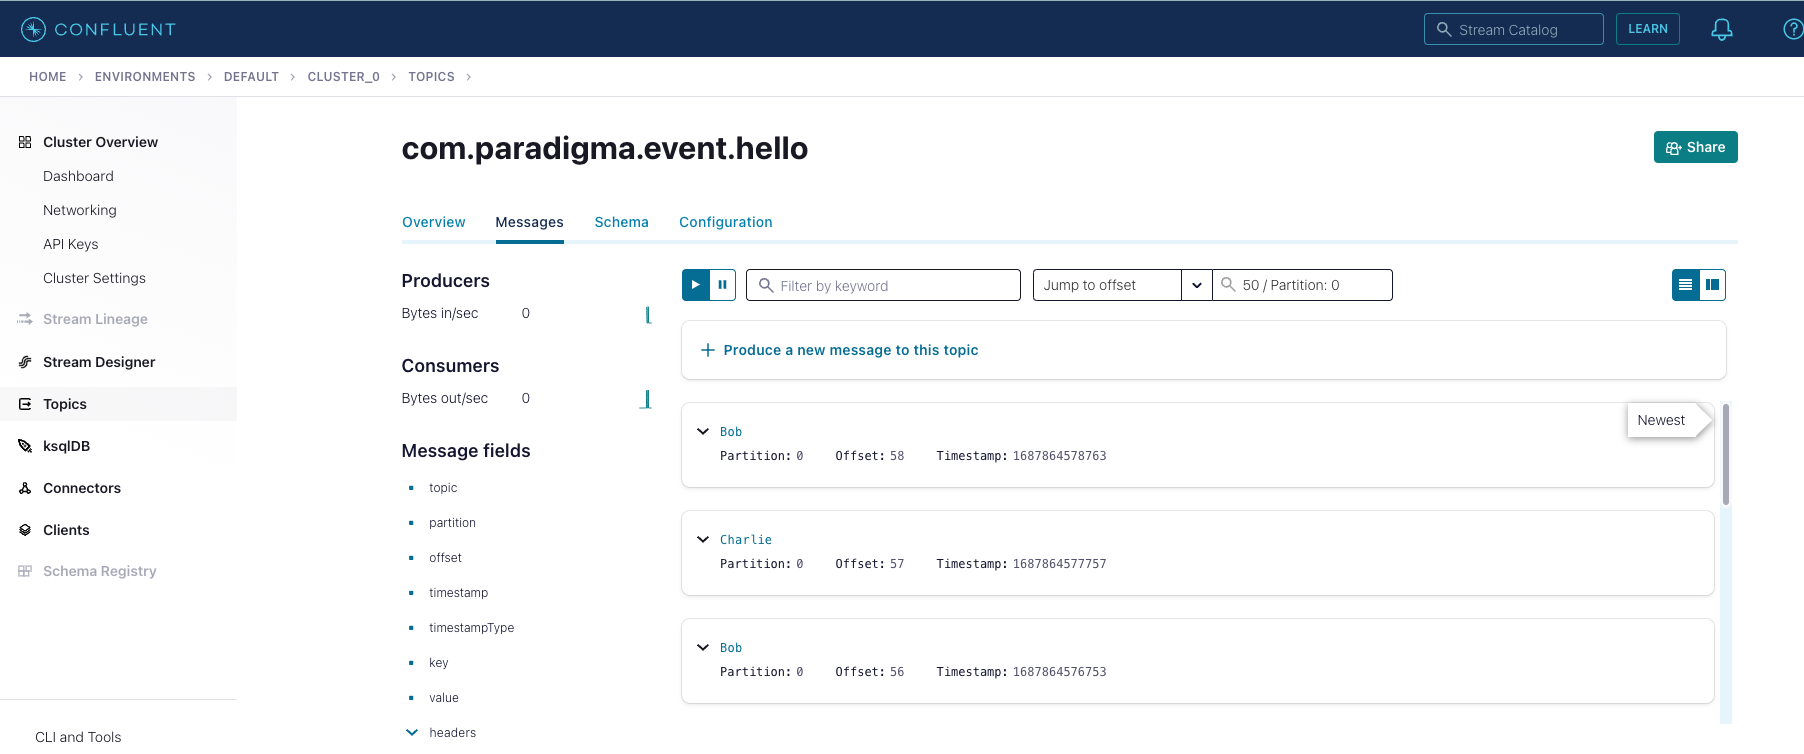 CONFLUENT
Stream Catalog
LEARN
HOME > ENVIRONMENTS > DEFAULT > CLUSTER_0 > TOPICS >
Cluster Overview
Dashboard
Networking
API Keys
Cluster Settings
Stream Lineage
Stream Designer
Topics
ksqlDB
Connectors
Clients
Schema Registry
CLI and Tools
com.paradigma.event.hello
Share
Overview Messages Schema Configuration
Producers
Bytes in/sec 0
Consumers
Bytes out/sec 0
Message fields
topic
partition
offset
timestamp
timestampType
key
value
headers
Filter by keyword
Jump to offset
50 / Partition: 0
+ Produce a new message to this topic
Newest
Bob
Partition: 0 Offset: 58 Timestamp: 1687864578763
Charlie
Partition: 0 Offset: 57 Timestamp: 1687864577757
Bob
Partition: 0 Offset: 56 Timestamp: 1687864576753